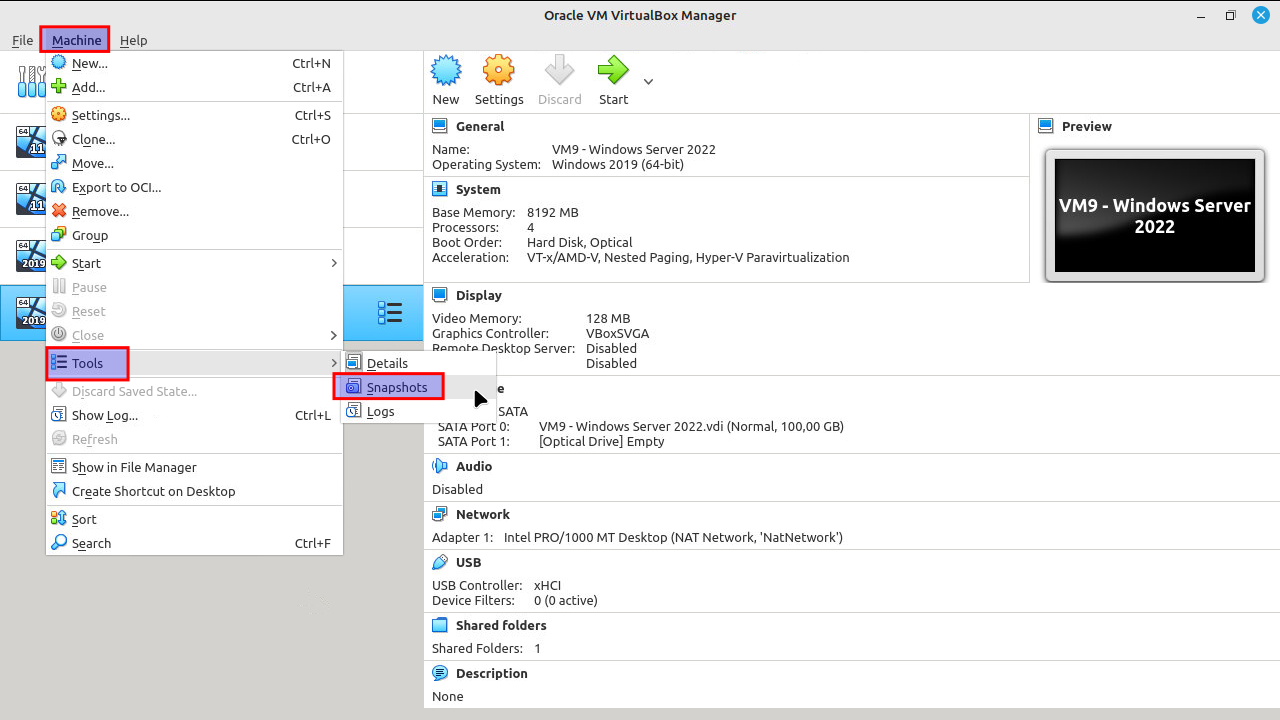 Oracle VM VirtualBox Manager
File Machine Help
New... Ctrl+N
Add... Ctrl+A
Settings... Ctrl+S
Clone... Ctrl+O
Move...
Export to OCI...
Remove...
Group
Start
Pause
Reset
Close
Tools
Discard Saved State...
Show Log... Ctrl+L
Refresh
Show in File Manager
Create Shortcut on Desktop
Sort
Search Ctrl+F
64 11
64 11
64 2019
64 2019
Details
Snapshots
Logs
New Settings Discard Start
General
Name: VM9 - Windows Server 2022
Operating System: Windows 2019 (64-bit)
System
Base Memory: 8192 MB
Processors: 4
Boot Order: Hard Disk, Optical
Acceleration: VT-x/AMD-V, Nested Paging, Hyper-V Paravirtualization
Preview
VM9 - Windows Server
2022
Display
Video Memory: 128 MB
Graphics Controller: VBoxSVGA
Remote Desktop Server: Disabled
Disabled
SATA
SATA Port 0: VM9 - Windows Server 2022.vdi (Normal, 100,00 GB)
SATA Port 1: [Optical Drive] Empty
Audio
Disabled
Network
Adapter 1: Intel PRO/1000 MT Desktop (NAT Network, 'NatNetwork')
USB
USB Controller: xHCI
Device Filters: 0 (0 active)
Shared folders
Shared Folders: 1
Description
None